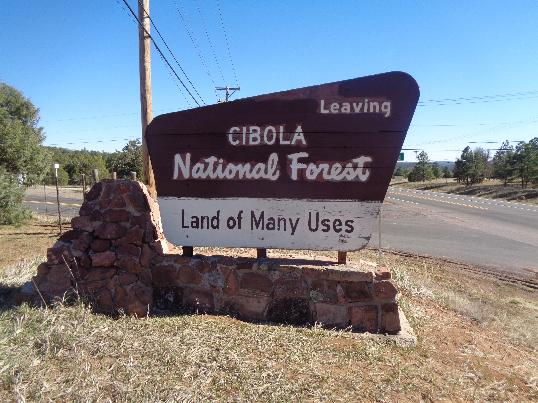 Leaving
CIBOLA
National Forest
Land of Many Uses